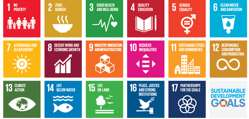 1 NO
POVERTY
2 ZERO
HUNGER
3 GOOD HEALTH
AND WELL-BEING
4 QUALITY
EDUCATION
5 GENDER
EQUALITY
6 CLEAN WATER
AND SANITATION
7 AFFORDABLE AND
CLEAN ENERGY
8 DECENT WORK AND
ECONOMIC GROWTH
9 INDUSTRY, INNOVATION
AND INFRASTRUCTURE
10 REDUCED
INEQUALITIES
11 SUSTAINABLE CITIES
AND COMMUNITIES
12 RESPONSIBLE
CONSUMPTION
AND PRODUCTION
13 CLIMATE
ACTION
14 LIFE
BELOW WATER
15 LIFE
ON LAND
16 PEACE, JUSTICE
AND STRONG
INSTITUTIONS
17 PARTNERSHIPS
FOR THE GOALS
SUSTAINABLE
DEVELOPMENT
GOALS